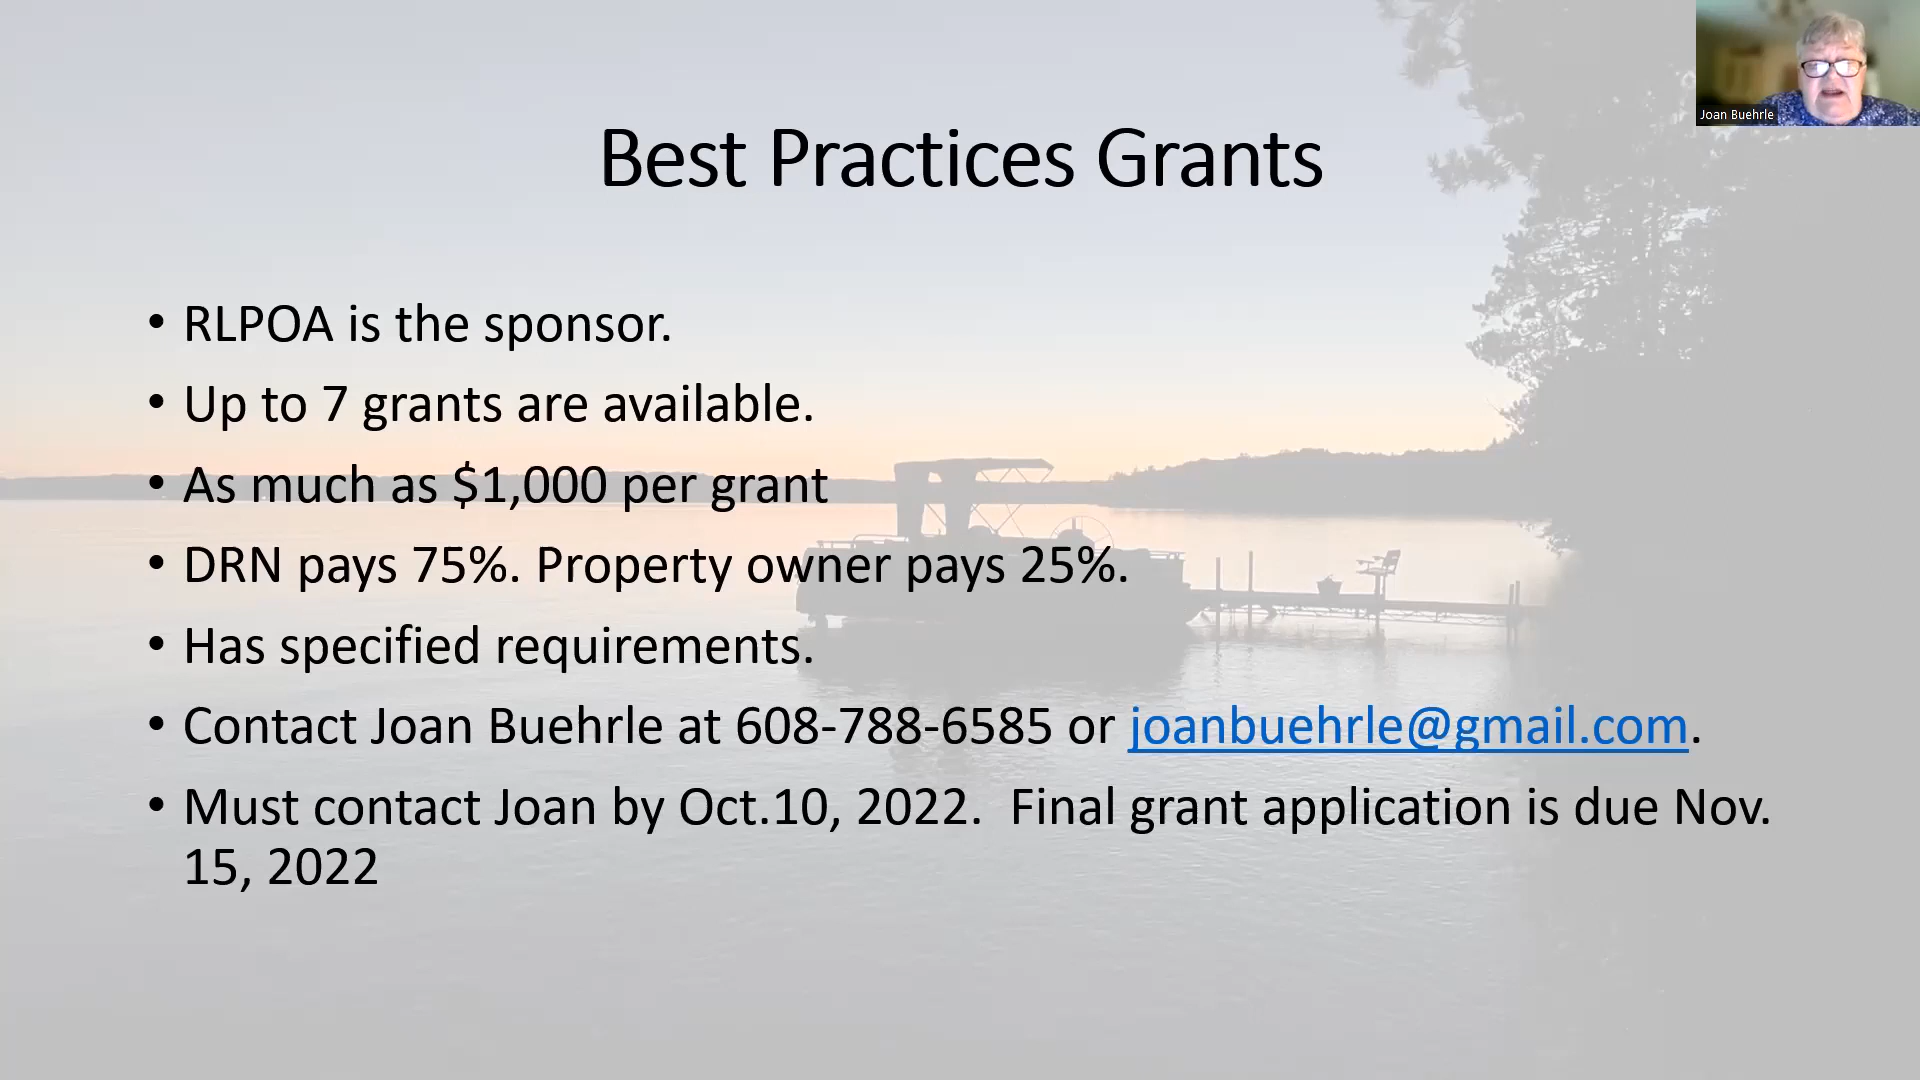 Joan Buehrle
Best Practices Grants
• RLPOA is the sponsor.
• Up to 7 grants are available.
• As much as $1,000 per grant
• DRN pays 75%. Property owner pays 25%.
• Has specified requirements.
• Contact Joan Buehrle at 608-788-6585 or joanbuehrle@gmail.com.
• Must contact Joan by Oct.10, 2022.  Final grant application is due Nov.
15, 2022